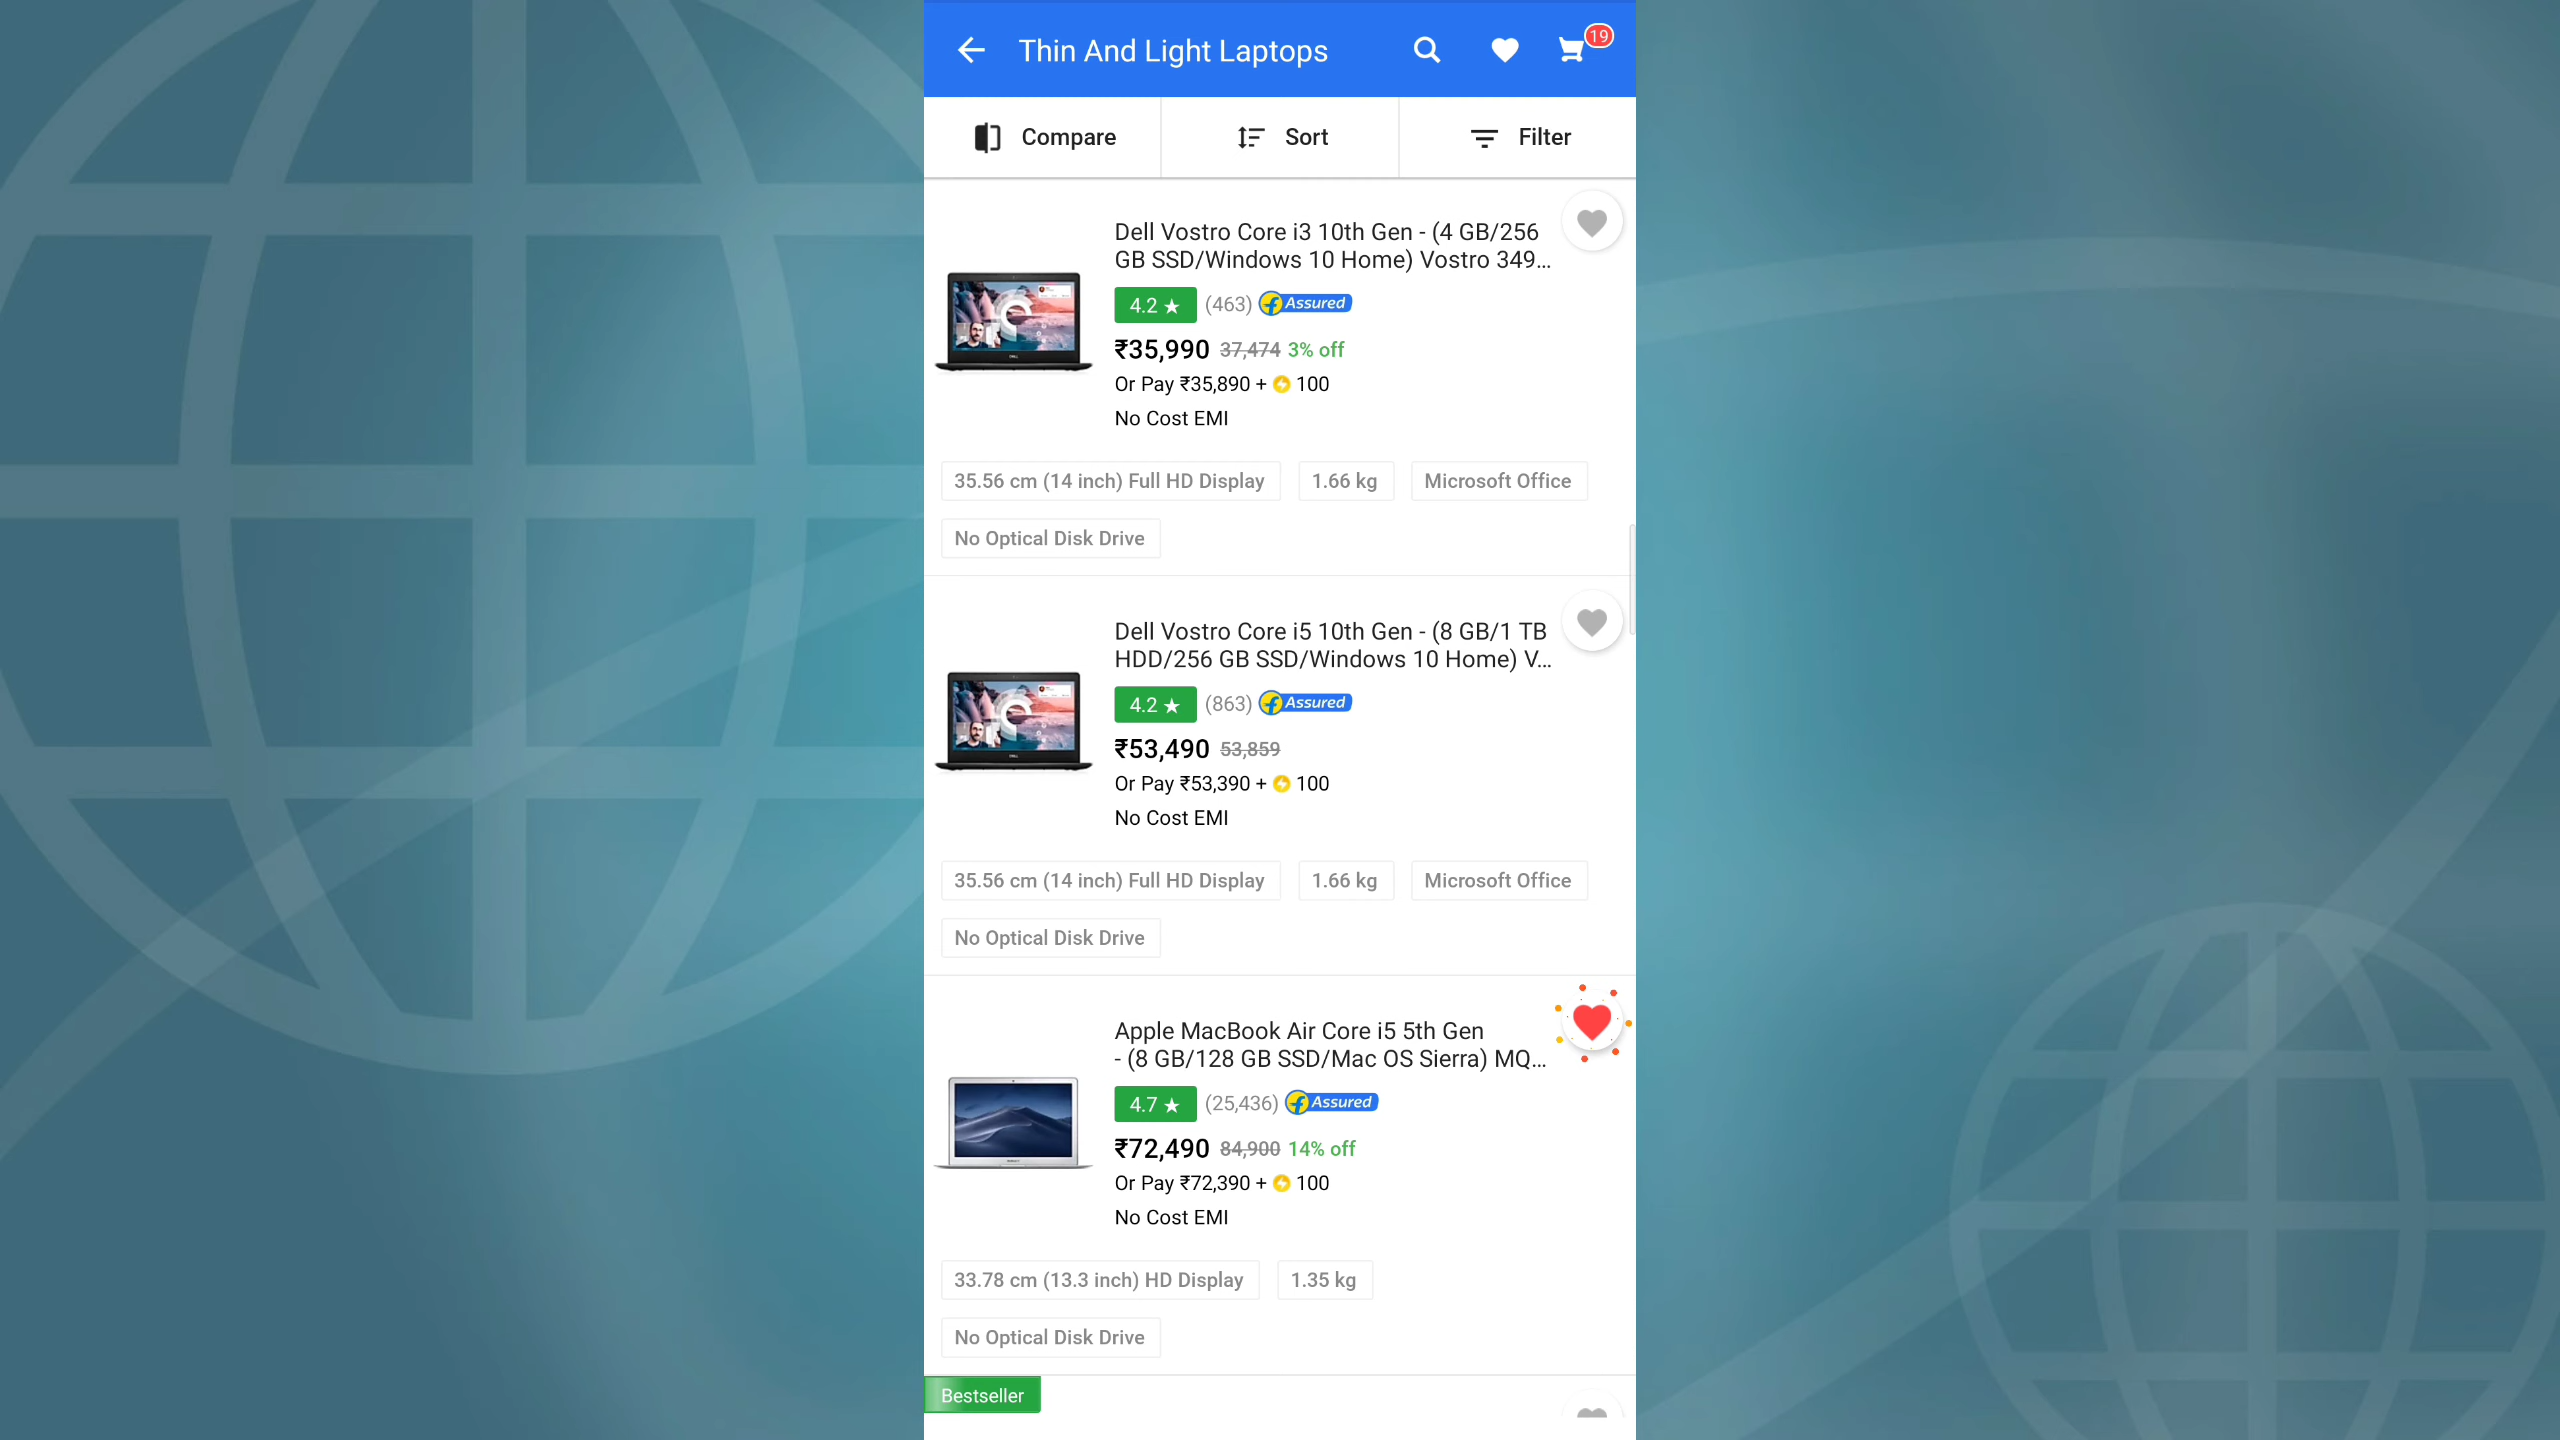 Thin And Light Laptops
19
Compare
Sort
Filter
Dell Vostro Core i3 10th Gen - (4 GB/256
GB SSD/Windows 10 Home) Vostro 349...
4.2 ★ (463) f Assured
₹35,990 37,474 3% off
Or Pay ₹35,890 + 100
No Cost EMI
35.56 cm (14 inch) Full HD Display
1.66 kg
Microsoft Office
No Optical Disk Drive
Dell Vostro Core i5 10th Gen - (8 GB/1 TB
HDD/256 GB SSD/Windows 10 Home) V...
4.2 ★ (863) f Assured
₹53,490 53,859
Or Pay ₹53,390 + 100
No Cost EMI
35.56 cm (14 inch) Full HD Display
1.66 kg
Microsoft Office
No Optical Disk Drive
Apple MacBook Air Core i5 5th Gen
- (8 GB/128 GB SSD/Mac OS Sierra) MQ...
4.7 ★ (25,436) f Assured
₹72,490 84,900 14% off
Or Pay ₹72,390 + 100
No Cost EMI
33.78 cm (13.3 inch) HD Display
1.35 kg
No Optical Disk Drive
Bestseller